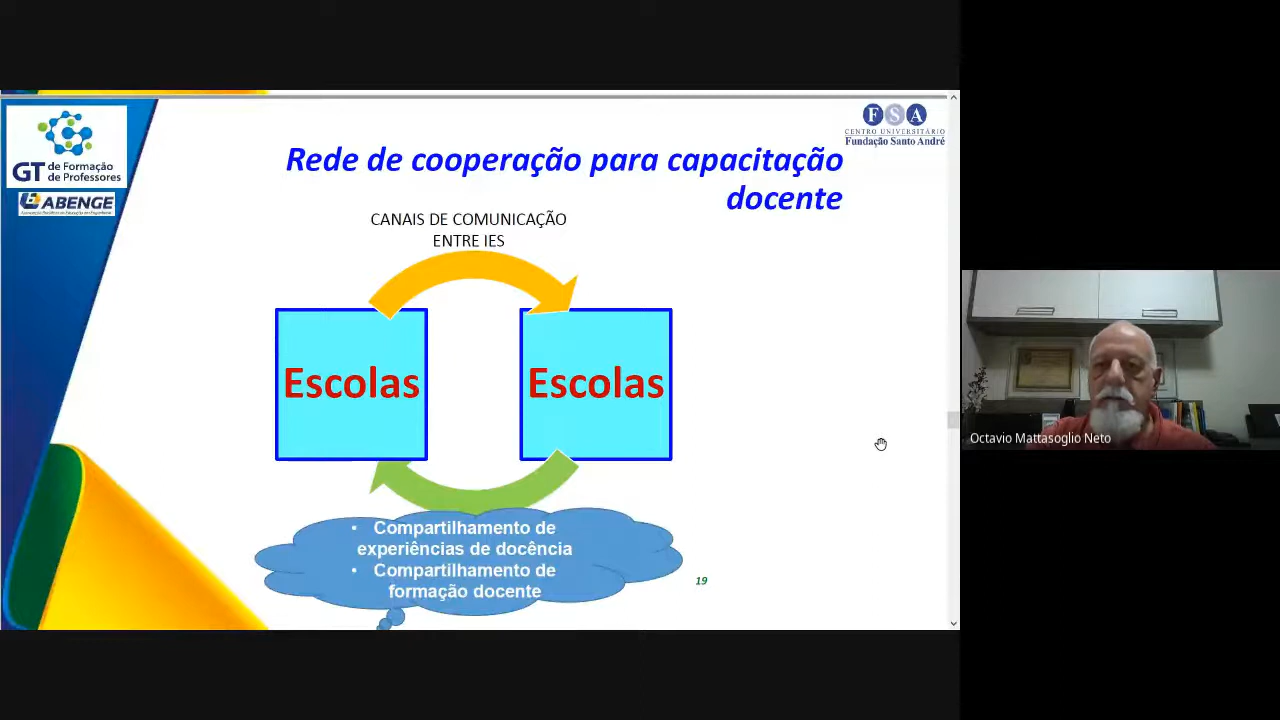 GT de Formação
de Professores
ABENGE
FSA
CENTRO UNIVERSITÁRIO
Fundação Santo André
Rede de cooperação para capacitação
docente
CANAIS DE COMUNICAÇÃO
ENTRE IES
Escolas
Escolas
• Compartilhamento de
experiências de docência
• Compartilhamento de
formação docente
19
Octavio Mattasoglio Neto